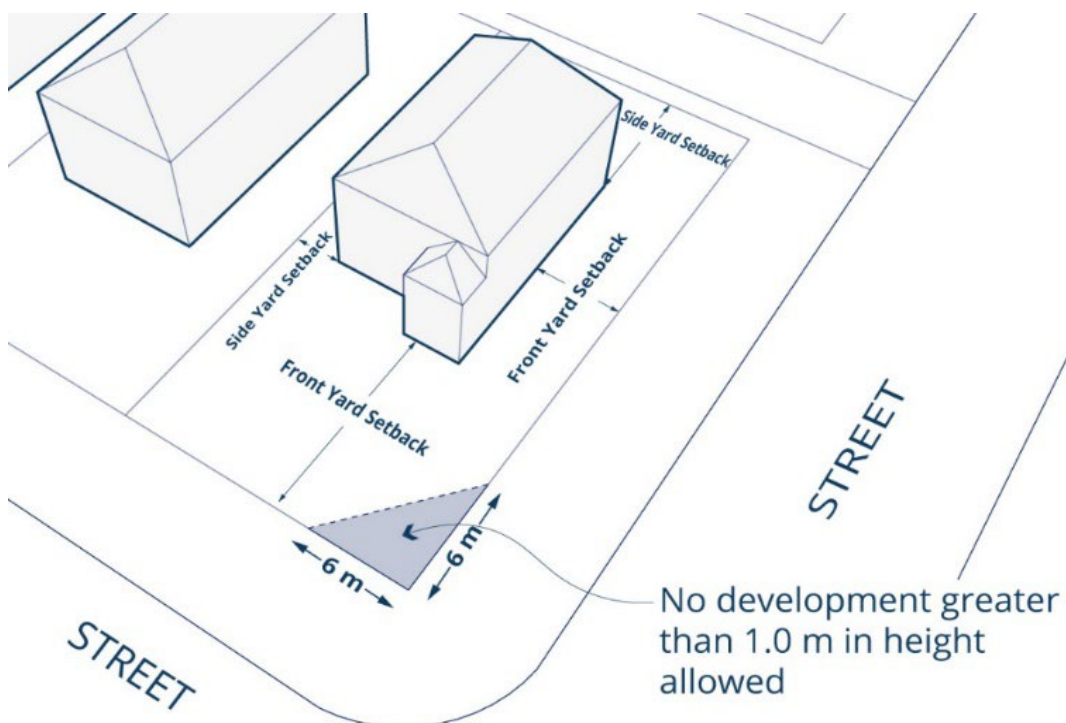 Side Yard Setback
Side Yard Setback
Front Yard Setback
Front Yard Setback
STREET
6 m
6 m
No development greater
than 1.0 m in height
allowed
STREET